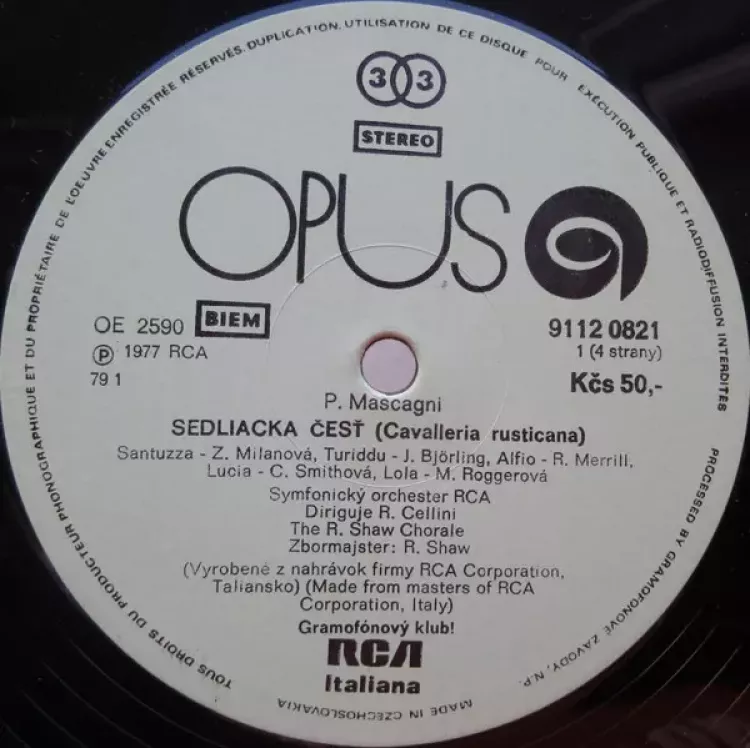 TOUS DROITS DU PRODUCTEUR PHONOGRAPHIQUE ET DU PROPRIÉTAIRE DE L'OEUVRE ENREGISTRÉE RÉSERVÉS. DUPLICATION, UTILISATION DE CE DISQUE POUR EXÉCUTION PUBLIQUE ET RADIODIFFUSION INTERDITES
33
STEREO
OPUS
OE 2590 BIEM
91120821
℗ 1977 RCA
1 (4 strany)
79 1
Kčs 50,-
P. Mascagni
SEDLIACKA ČESŤ (Cavalleria rusticana)
Santuzza - Z. Milanová, Turiddu - J. Björling, Alfio - R. Merrill,
Lucia - C. Smithová, Lola - M. Roggerová
Symfonický orchester RCA
Diriguje R. Cellini
The R. Shaw Chorale
Zbormajster: R. Shaw
(Vyrobené z nahrávok firmy RCA Corporation,
Taliansko) (Made from masters of RCA
Corporation, Italy)
Gramofónový klub!
RCA
Italiana
PROCESSED BY GRAMOFONOVÉ ZÁVODY, N.P.
MADE IN CZECHOSLOVAKIA